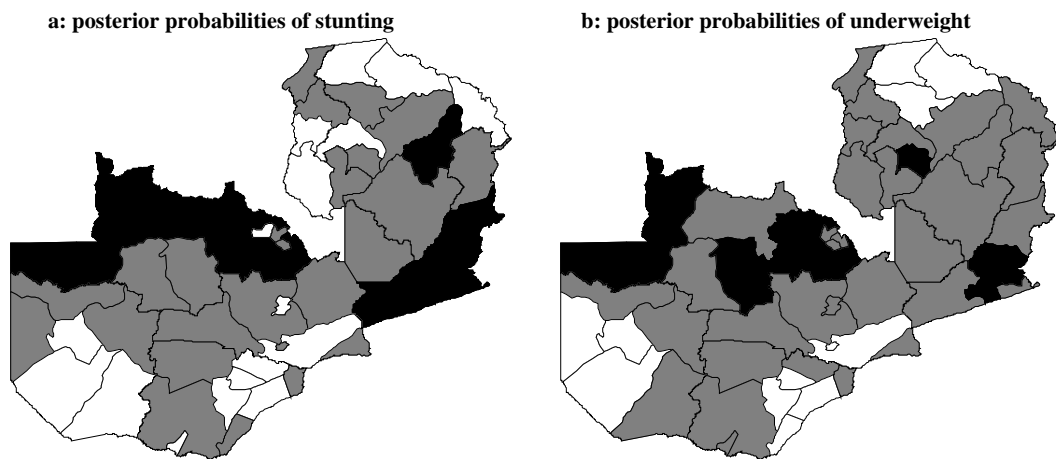 a: posterior probabilities of stunting
b: posterior probabilities of underweight